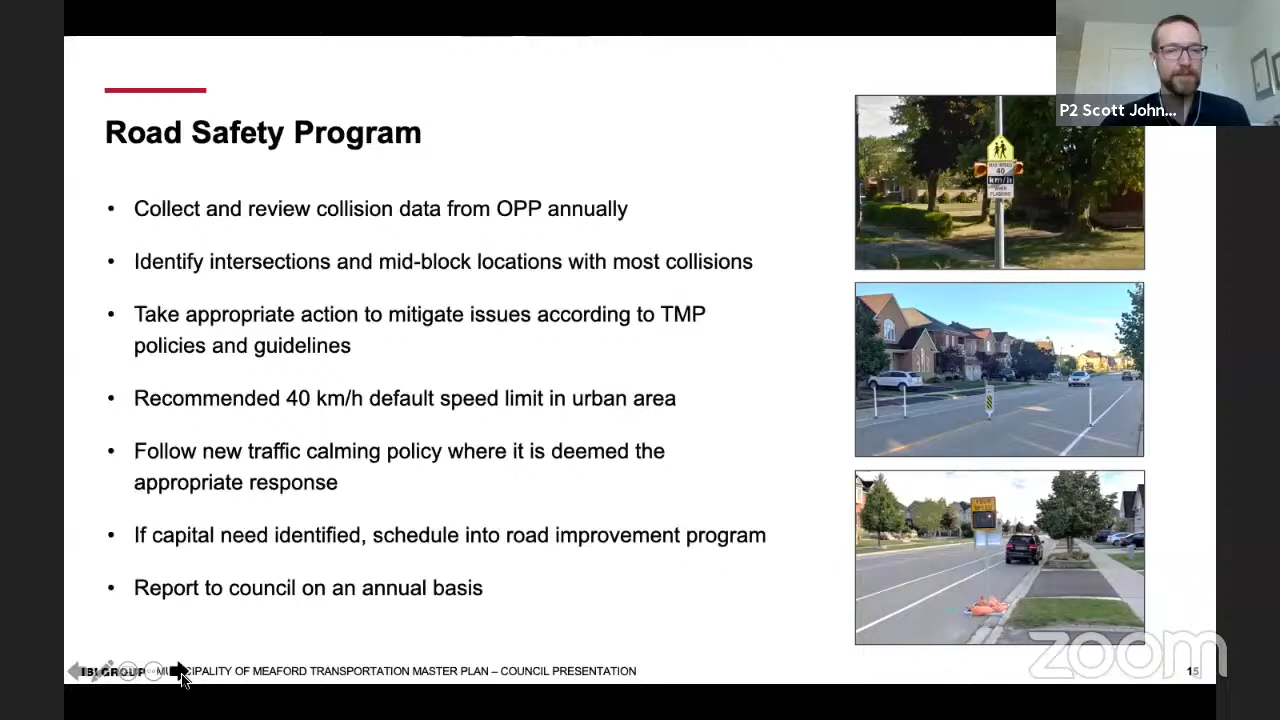 P2 Scott John...
Road Safety Program
• Collect and review collision data from OPP annually
• Identify intersections and mid-block locations with most collisions
• Take appropriate action to mitigate issues according to TMP
policies and guidelines
• Recommended 40 km/h default speed limit in urban area
• Follow new traffic calming policy where it is deemed the
appropriate response
• If capital need identified, schedule into road improvement program
• Report to council on an annual basis
40
km/h
YOUR
SPEED
zoom
IBI GROUP
CIPALITY OF MEAFORD TRANSPORTATION MASTER PLAN – COUNCIL PRESENTATION
15